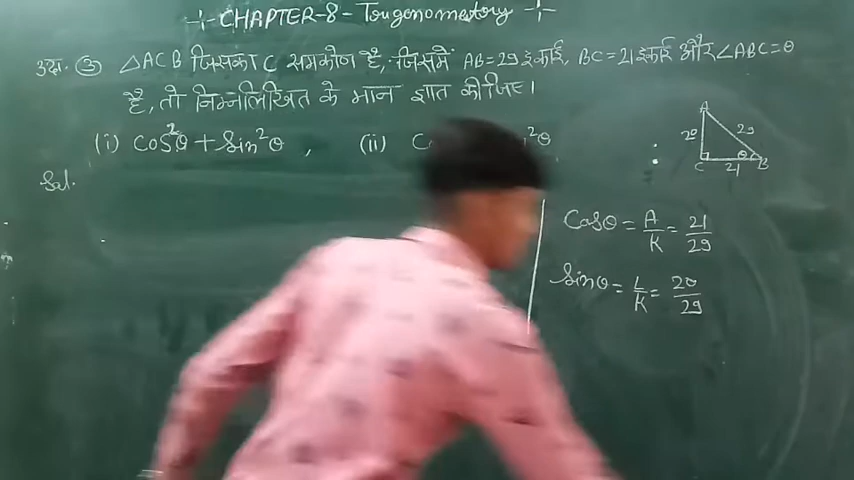 -:- CHAPTER-8 - Trigonometry -:-
उदा. ③ △ACB जिसका C समकोण है, जिसमें AB=29 इकाई, BC=21 इकाई और ∠ABC=θ
है, तो निम्नलिखित के मान ज्ञात कीजिए।
(i) Cos²θ + Sin²θ , (ii) C
²θ
Sol.
A
20 29
C 21 θ B
Cosθ = A/K = 21/29
Sinθ = L/K = 20/29